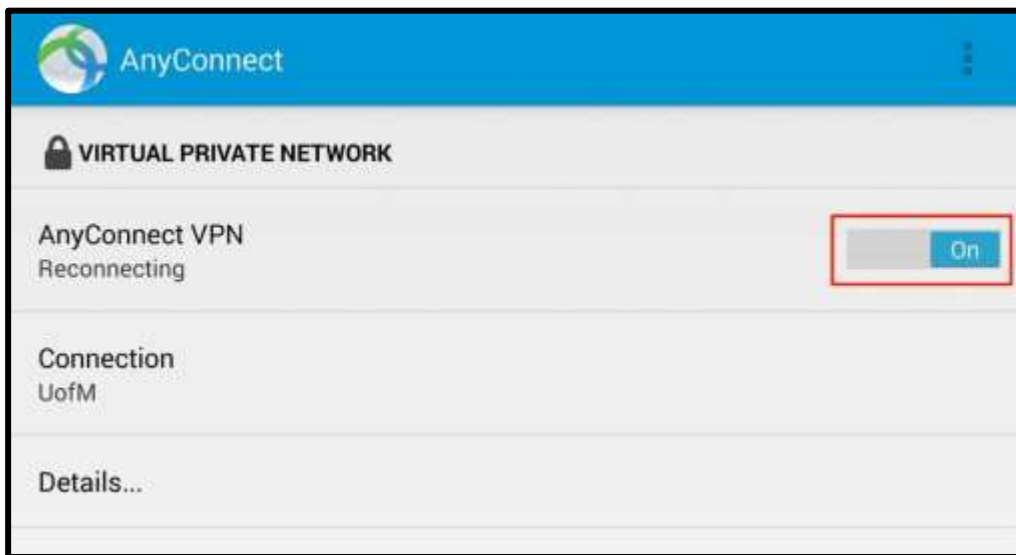 AnyConnect
VIRTUAL PRIVATE NETWORK
AnyConnect VPN
Reconnecting
On
Connection
UofM
Details...